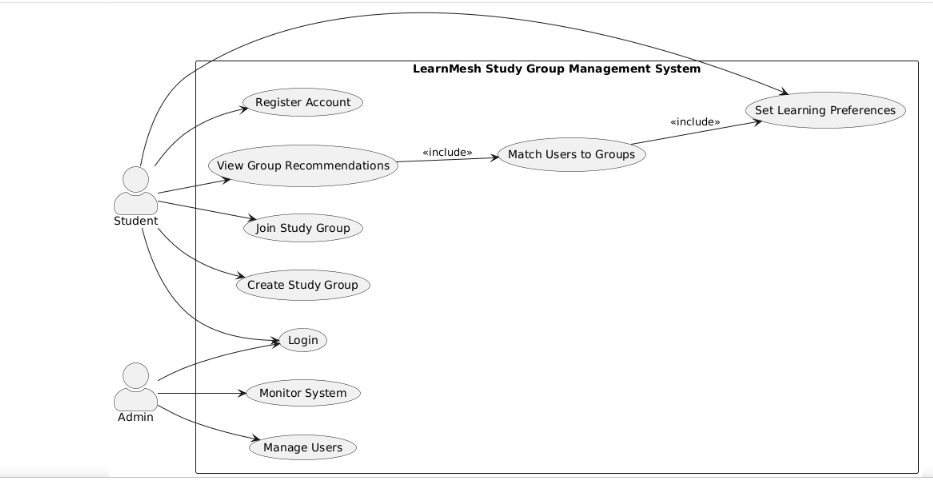 LearnMesh Study Group Management System
Register Account
Set Learning Preferences
«include»
View Group Recommendations
«include»
Match Users to Groups
Student
Join Study Group
Create Study Group
Login
Admin
Monitor System
Manage Users